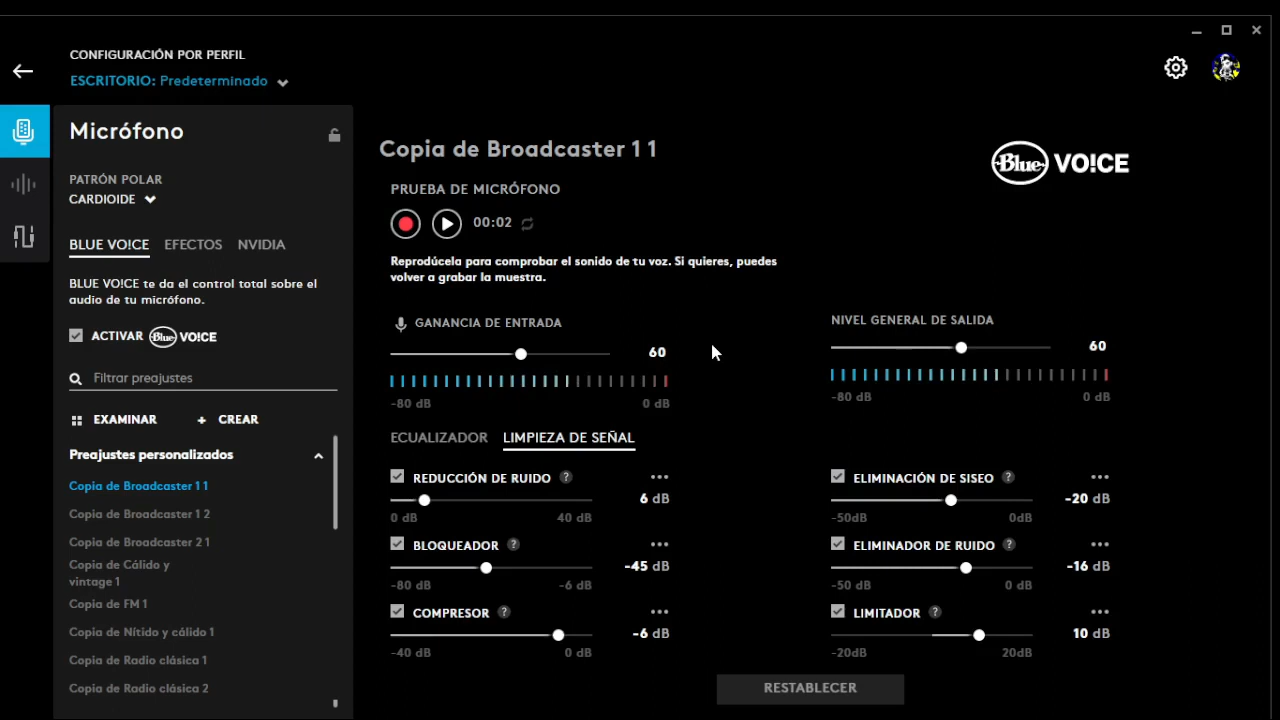 CONFIGURACIÓN POR PERFIL
ESCRITORIO: Predeterminado
Micrófono
PATRÓN POLAR
CARDIOIDE
BLUE VO!CE EFECTOS NVIDIA
BLUE VO!CE te da el control total sobre el
audio de tu micrófono.
ACTIVAR Blue VO!CE
Filtrar preajustes
EXAMINAR + CREAR
Preajustes personalizados
Copia de Broadcaster 1 1
Copia de Broadcaster 1 2
Copia de Broadcaster 2 1
Copia de Cálido y
vintage 1
Copia de FM 1
Copia de Nítido y cálido 1
Copia de Radio clásica 1
Copia de Radio clásica 2
Copia de Broadcaster 1 1
Blue VO!CE
PRUEBA DE MICRÓFONO
00:02
Reprodúcela para comprobar el sonido de tu voz. Si quieres, puedes
volver a grabar la muestra.
GANANCIA DE ENTRADA
60
-80 dB 0 dB
NIVEL GENERAL DE SALIDA
60
-80 dB 0 dB
ECUALIZADOR LIMPIEZA DE SEÑAL
REDUCCIÓN DE RUIDO ? ...
6 dB
0 dB 40 dB
ELIMINACIÓN DE SISEO ? ...
-20 dB
-50dB 0dB
BLOQUEADOR ? ...
-45 dB
-80 dB -6 dB
ELIMINADOR DE RUIDO ? ...
-16 dB
-50 dB 0 dB
COMPRESOR ? ...
-6 dB
-40 dB 0 dB
LIMITADOR ? ...
10 dB
-20dB 20dB
RESTABLECER